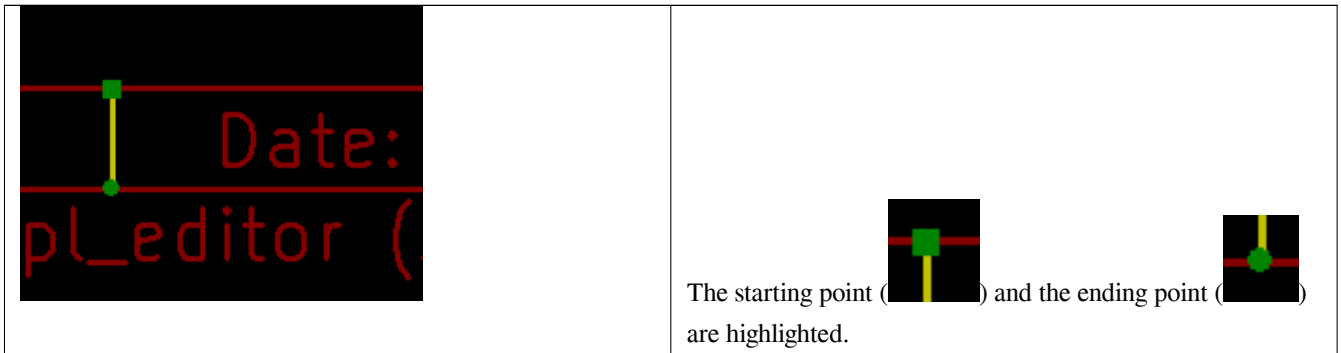 Date:
pl_editor (
The starting point ( ) and the ending point ( )
are highlighted.